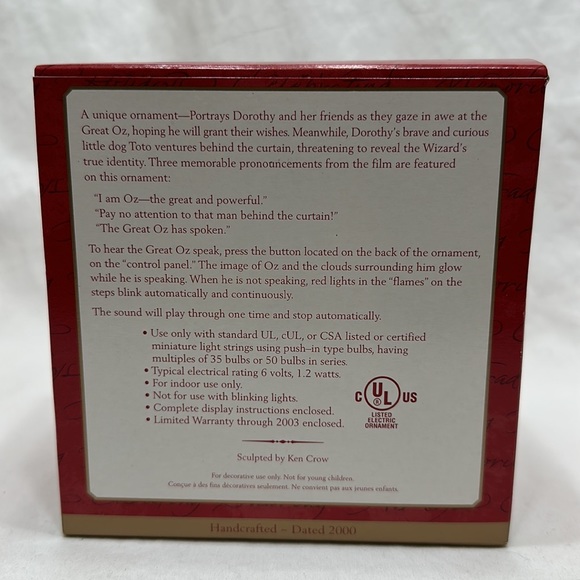 A unique ornament—Portrays Dorothy and her friends as they gaze in awe at the
Great Oz, hoping he will grant their wishes. Meanwhile, Dorothy's brave and curious
little dog Toto ventures behind the curtain, threatening to reveal the Wizard's
true identity. Three memorable pronouncements from the film are featured
on this ornament:
"I am Oz—the great and powerful."
"Pay no attention to that man behind the curtain!"
"The Great Oz has spoken."
To hear the Great Oz speak, press the button located on the back of the ornament,
on the "control panel." The image of Oz and the clouds surrounding him glow
while he is speaking. When he is not speaking, red lights in the "flames" on the
steps blink automatically and continuously.
The sound will play through one time and stop automatically.
• Use only with standard UL, cUL, or CSA listed or certified
miniature light strings using push–in type bulbs, having
multiples of 35 bulbs or 50 bulbs in series.
• Typical electrical rating 6 volts, 1.2 watts.
• For indoor use only.
• Not for use with blinking lights.
• Complete display instructions enclosed.
• Limited Warranty through 2003 enclosed.
C UL ® US
LISTED
ELECTRIC
ORNAMENT
Sculpted by Ken Crow
For decorative use only. Not for young children.
Conçue à des fins décoratives seulement. Ne convient pas aux jeunes enfants.
Handcrafted – Dated 2000